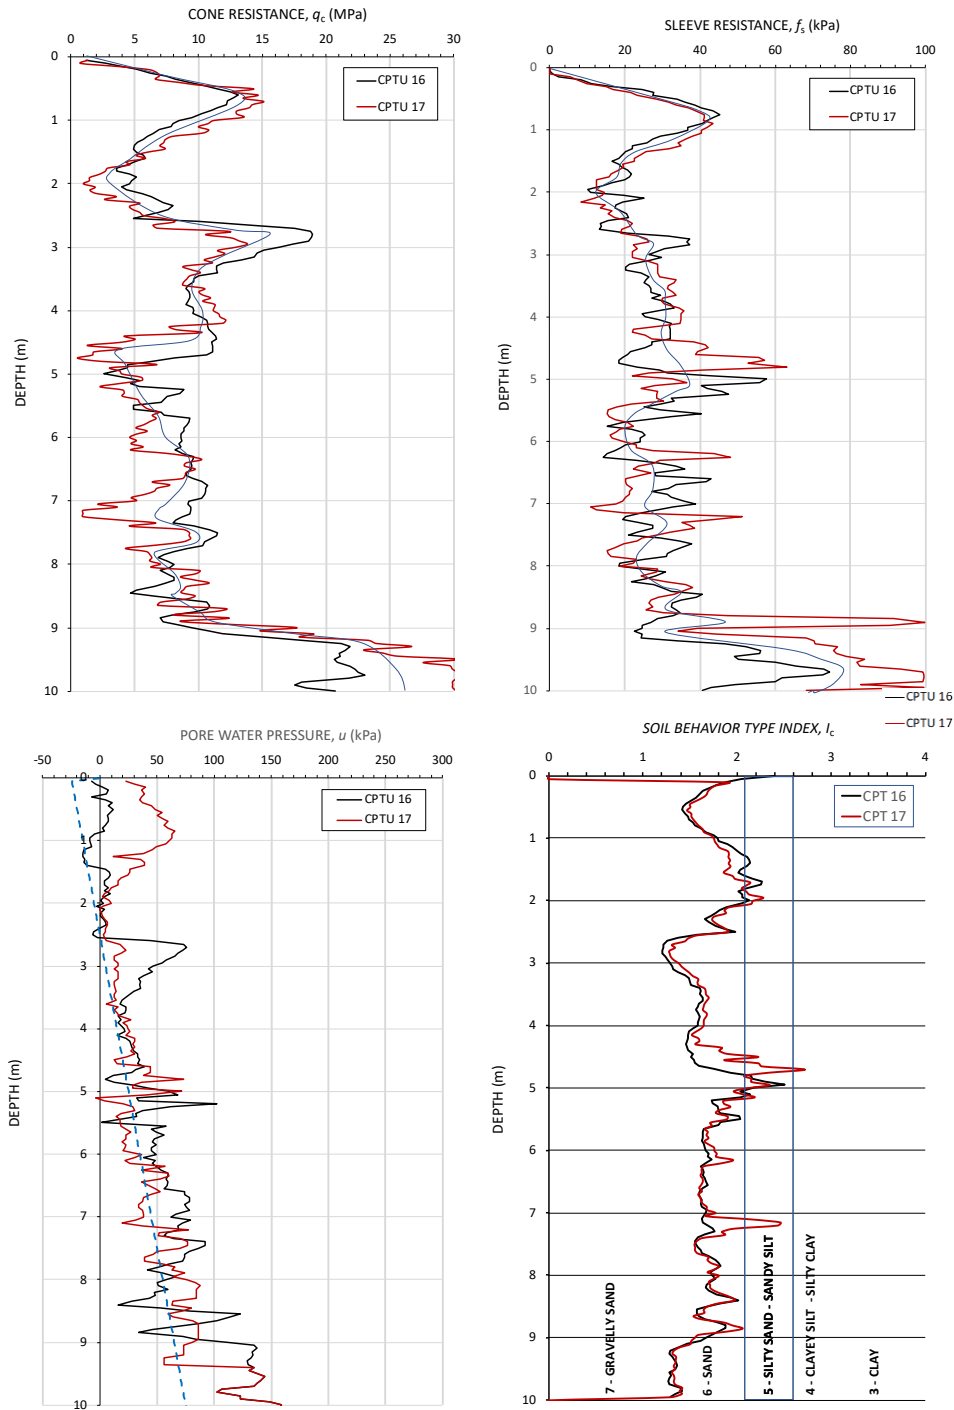 CONE RESISTANCE, qc (MPa)
0 5 10 15 20 25 30
0
1
2
3
4
5
6
7
8
9
10
DEPTH (m)
CPTU 16
CPTU 17
SLEEVE RESISTANCE, fs (kPa)
0 20 40 60 80 100
0
1
2
3
4
5
6
7
8
9
10
DEPTH (m)
CPTU 16
CPTU 17
CPTU 16
CPTU 17
PORE WATER PRESSURE, u (kPa)
-50 0 50 100 150 200 250 300
0
1
2
3
4
5
6
7
8
9
10
DEPTH (m)
CPTU 16
CPTU 17
SOIL BEHAVIOR TYPE INDEX, Ic
0 1 2 3 4
0
1
2
3
4
5
6
7
8
9
10
DEPTH (m)
CPT 16
CPT 17
7 - GRAVELLY SAND
6 - SAND
5 - SILTY SAND - SANDY SILT
4 - CLAYEY SILT - SILTY CLAY
3 - CLAY